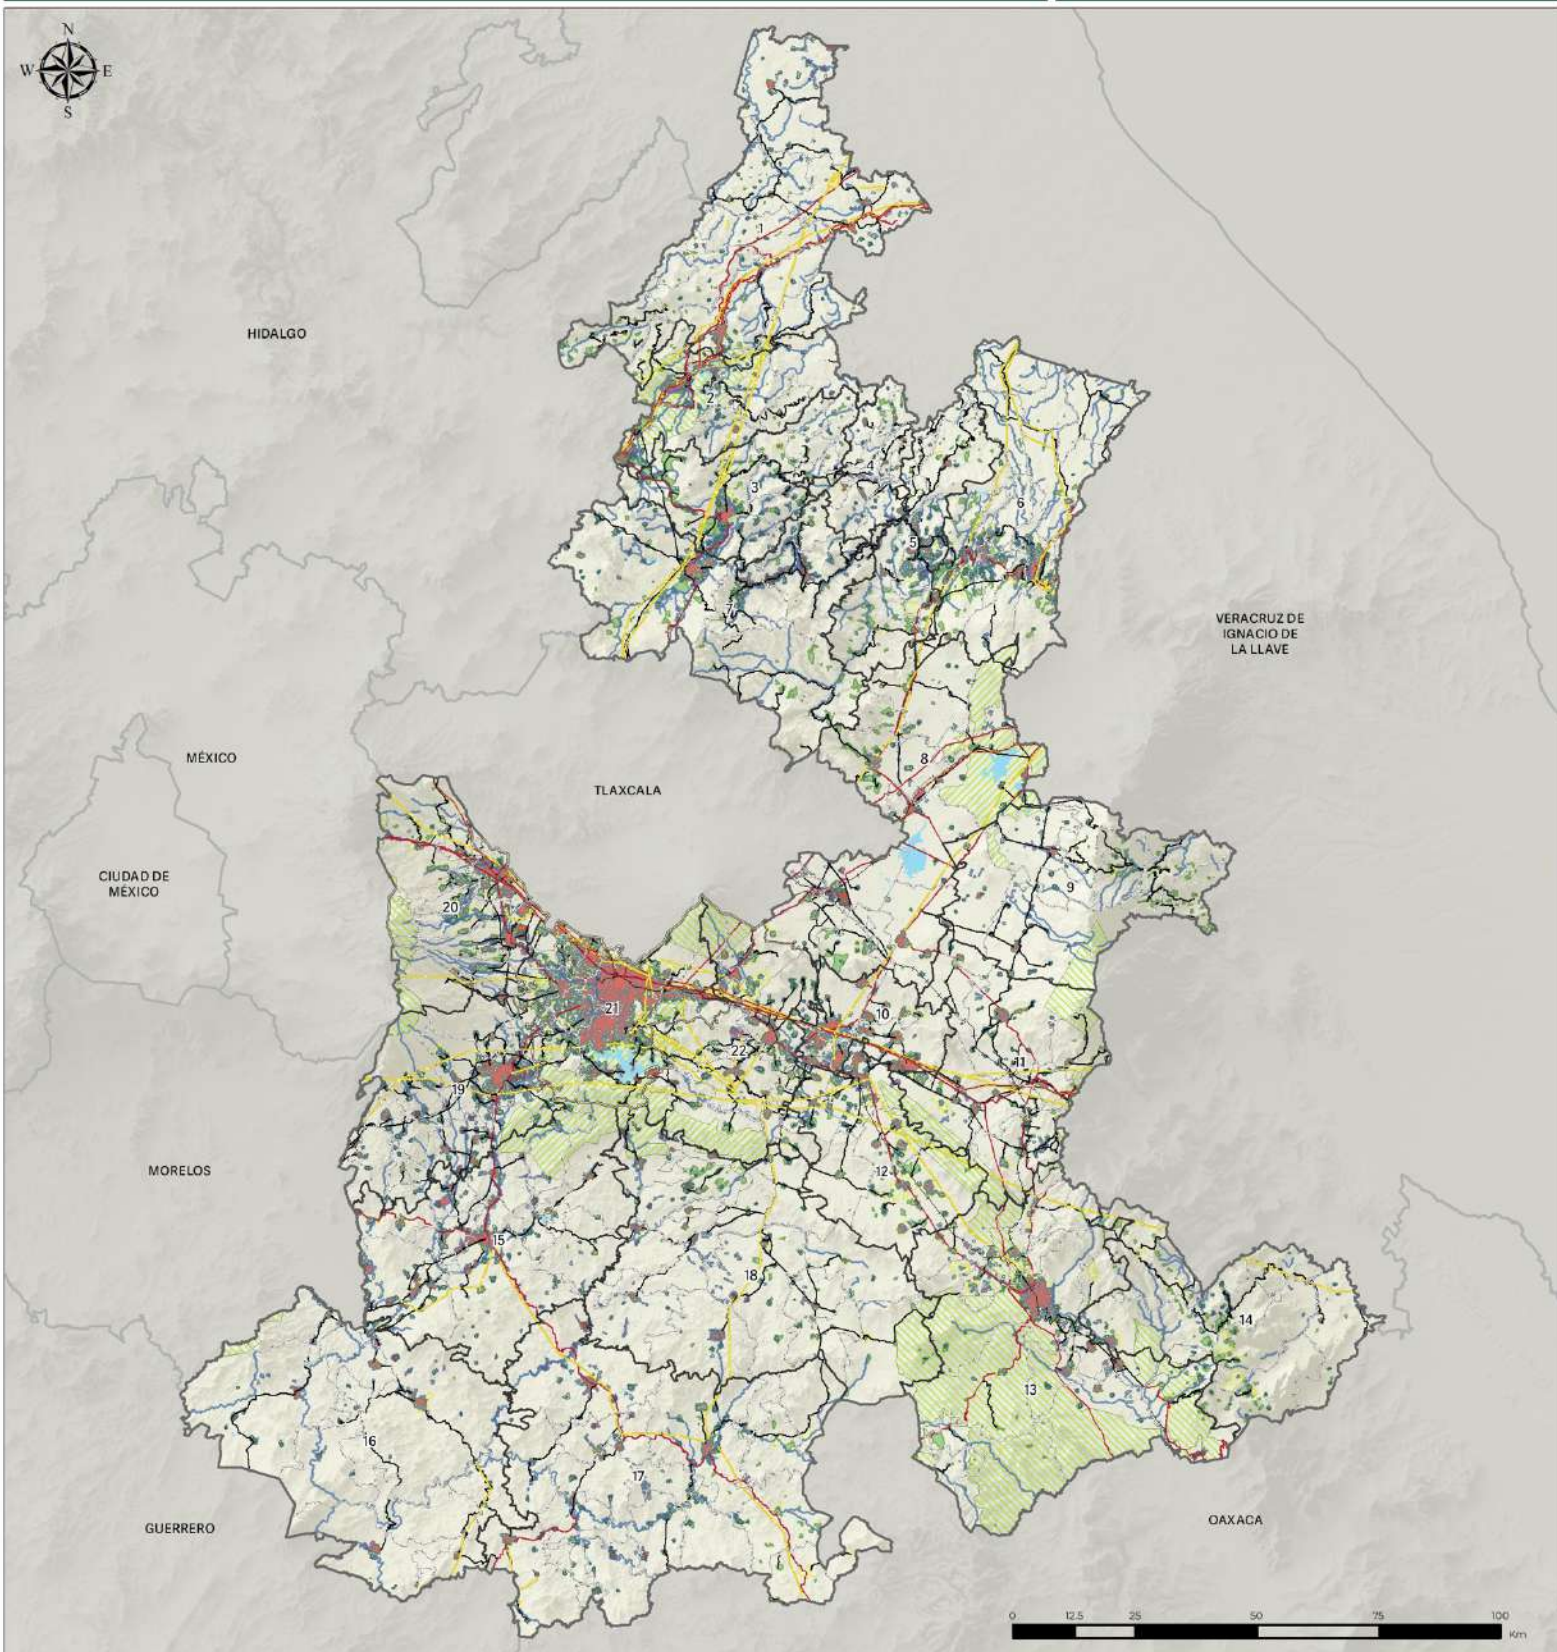 N
W E
S
1
HIDALGO
2
4
3
6
5
7
VERACRUZ DE
IGNACIO DE
LA LLAVE
MÉXICO
8
TLAXCALA
CIUDAD DE
MÉXICO
9
20
21
10
22
11
19
MORELOS
12
15
18
14
13
16
17
GUERRERO
OAXACA
0 12.5 25 50 75 100
Km